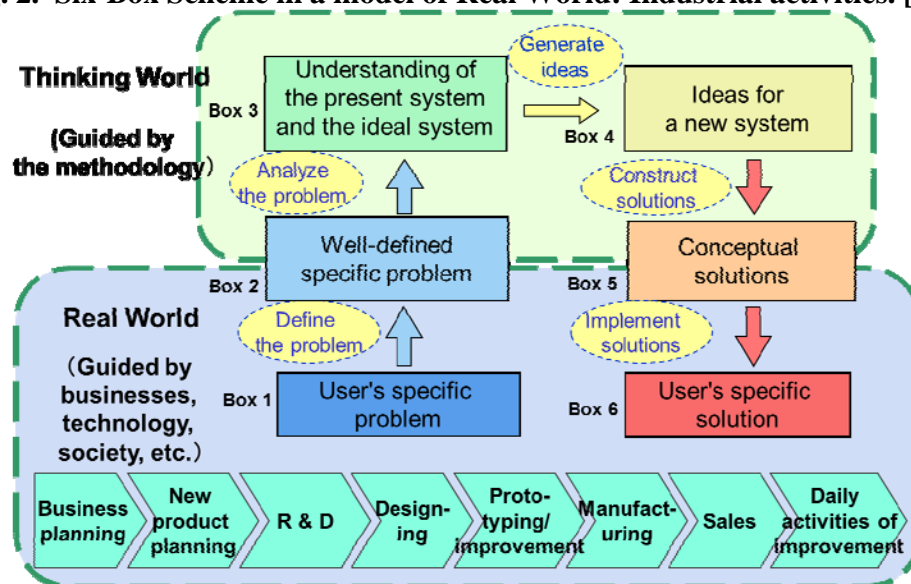 . 2. Six-Box Scheme in a model of Real World: Industrial activities. [
Thinking World
(Guided by
the methodology）
Box 3
Understanding of
the present system
and the ideal system
Generate
ideas
Box 4
Ideas for
a new system
Analyze
the problem
Construct
solutions
Box 2
Well-defined
specific problem
Box 5
Conceptual
solutions
Real World
（Guided by
businesses,
technology,
society, etc.）
Define
the problem
Implement
solutions
Box 1
User's specific
problem
Box 6
User's specific
solution
Business
planning
New
product
planning
R & D
Design-
ing
Proto-
typing/
improvement
Manufact-
uring
Sales
Daily
activities of
improvement